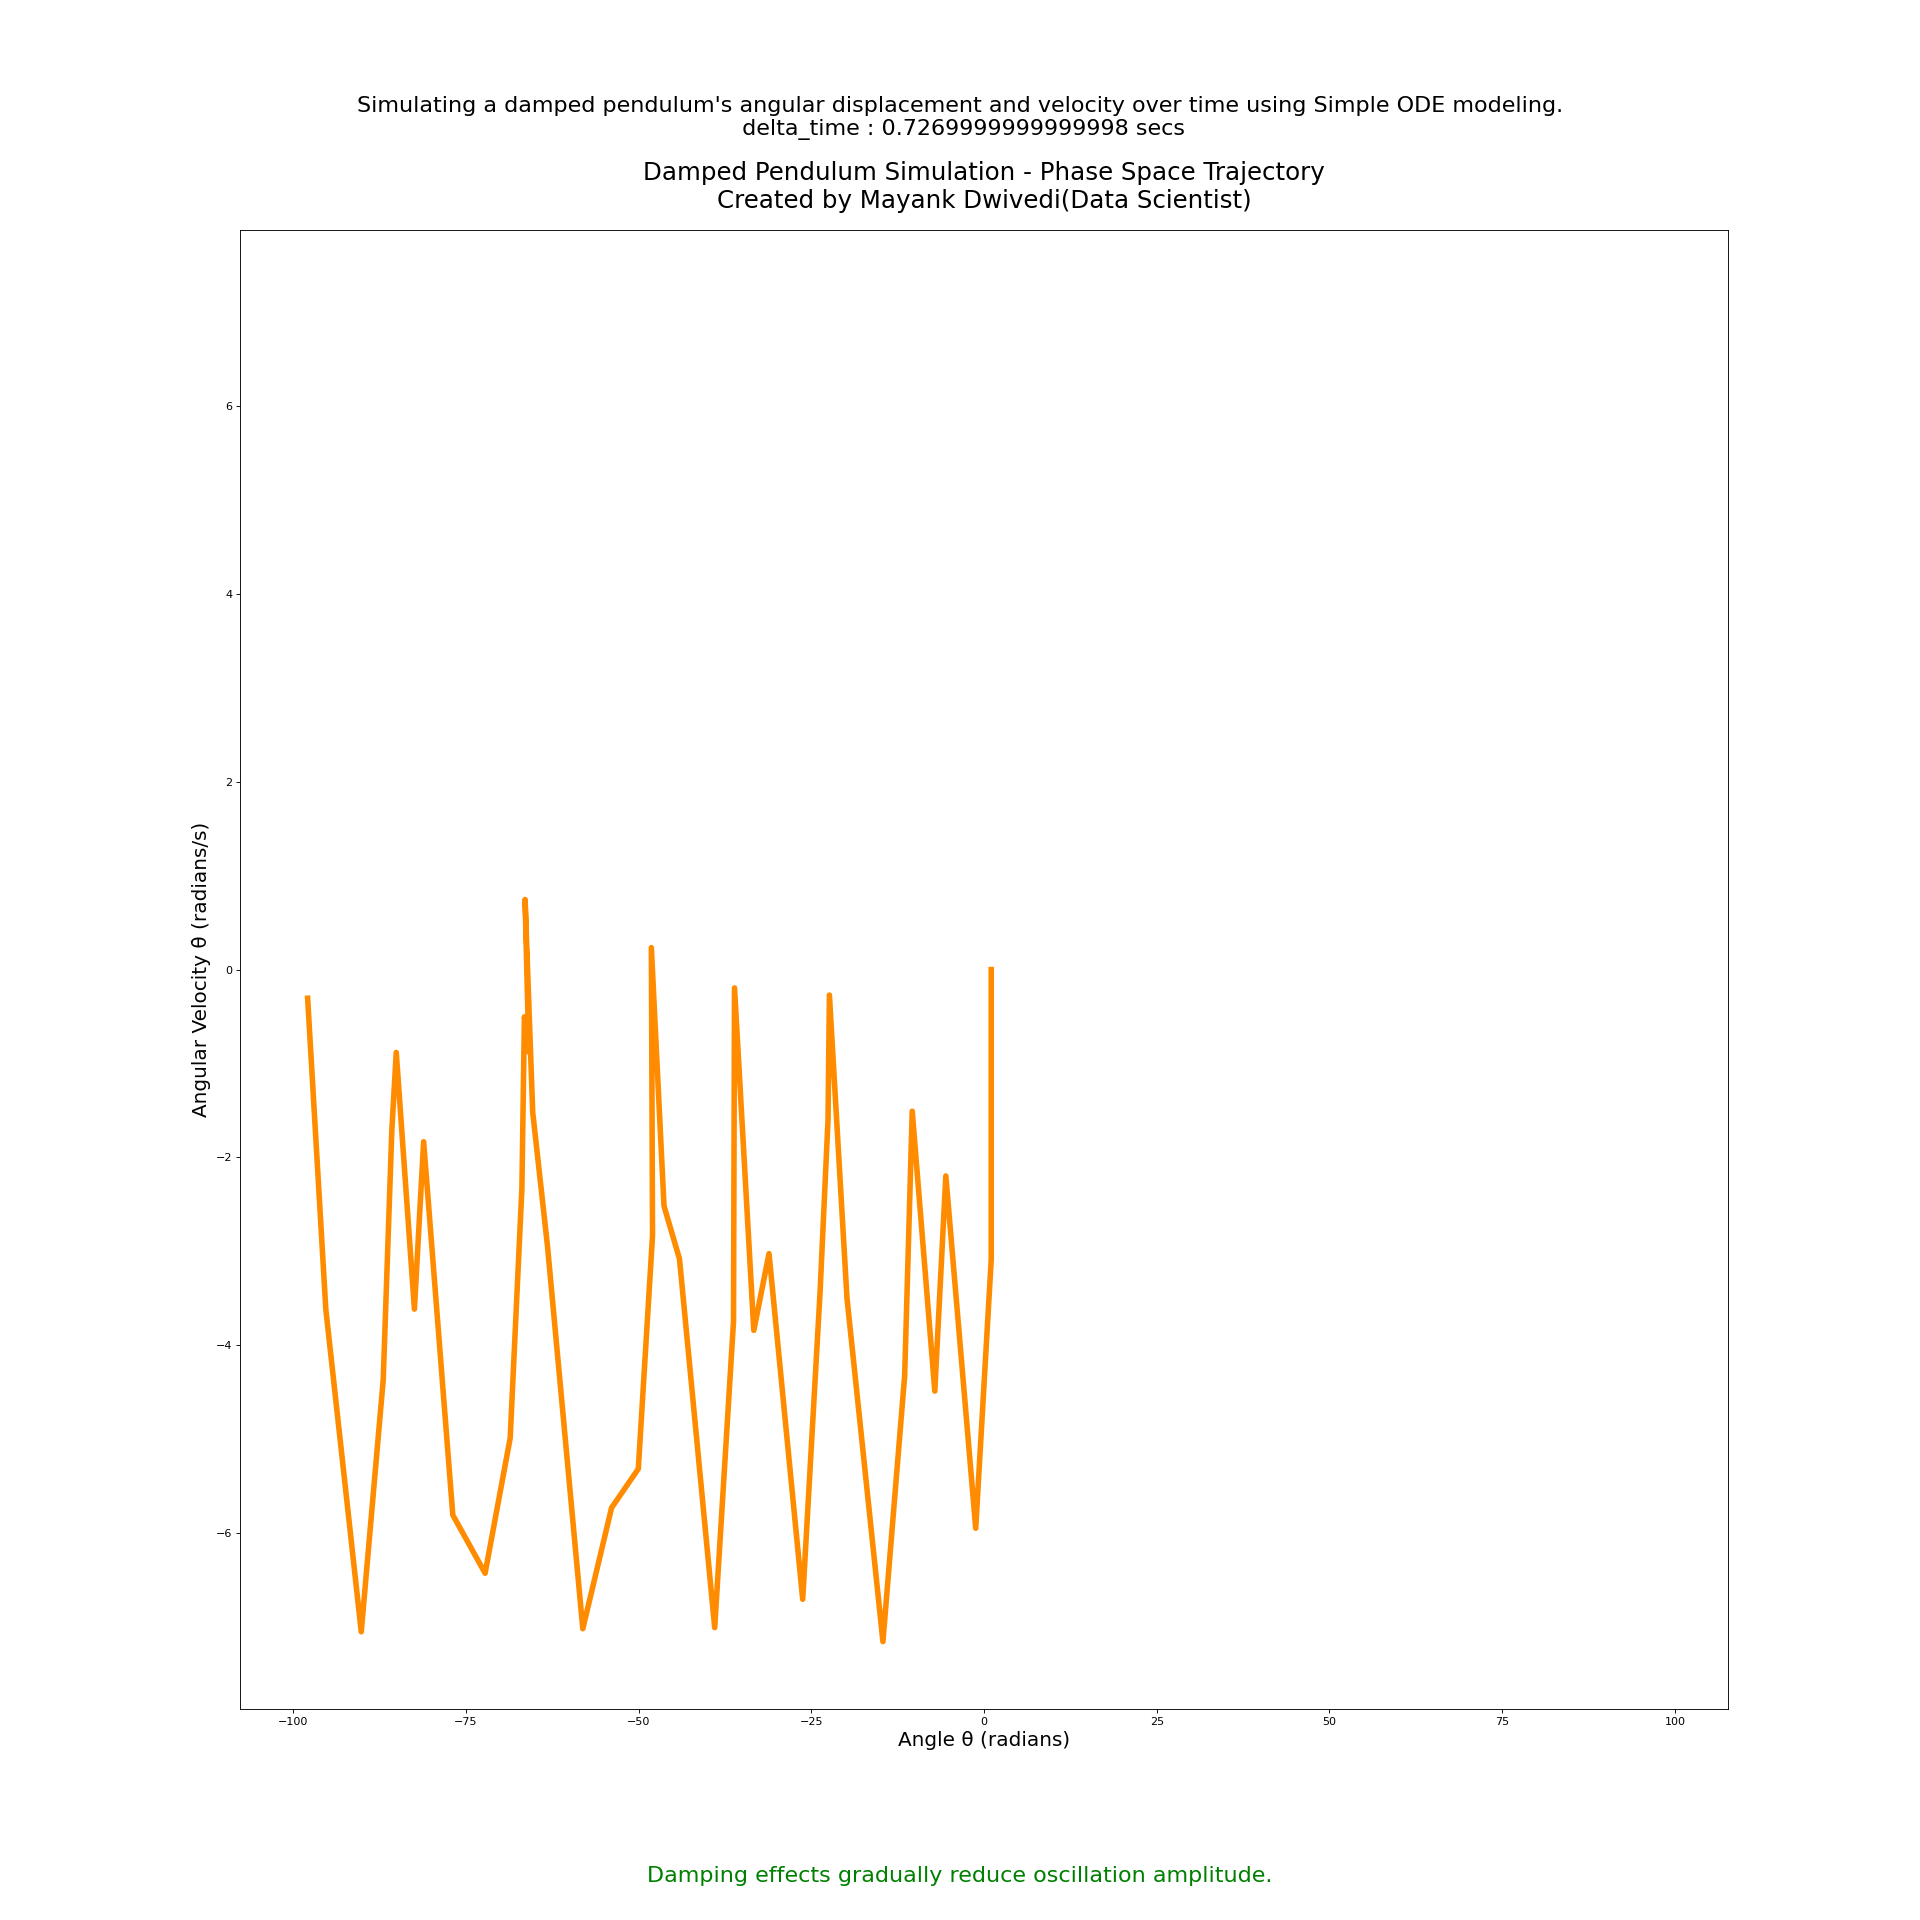 Simulating a damped pendulum's angular displacement and velocity over time using Simple ODE modeling.
delta_time : 0.7269999999999998 secs
Damped Pendulum Simulation - Phase Space Trajectory
Created by Mayank Dwivedi(Data Scientist)
6
4
2
0
−2
−4
−6
Angular Velocity θ (radians/s)
−100
−75
−50
−25
0
25
50
75
100
Angle θ (radians)
Damping effects gradually reduce oscillation amplitude.